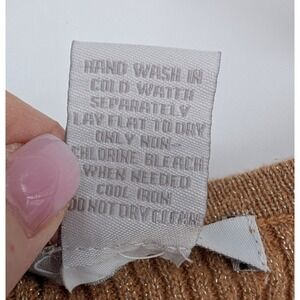 HAND WASH IN
COLD WATER
SEPARATELY
LAY FLAT TO DRY
ONLY NON-
CHLORINE BLEACH
WHEN NEEDED
COOL IRON
DO NOT DRY CLEAN